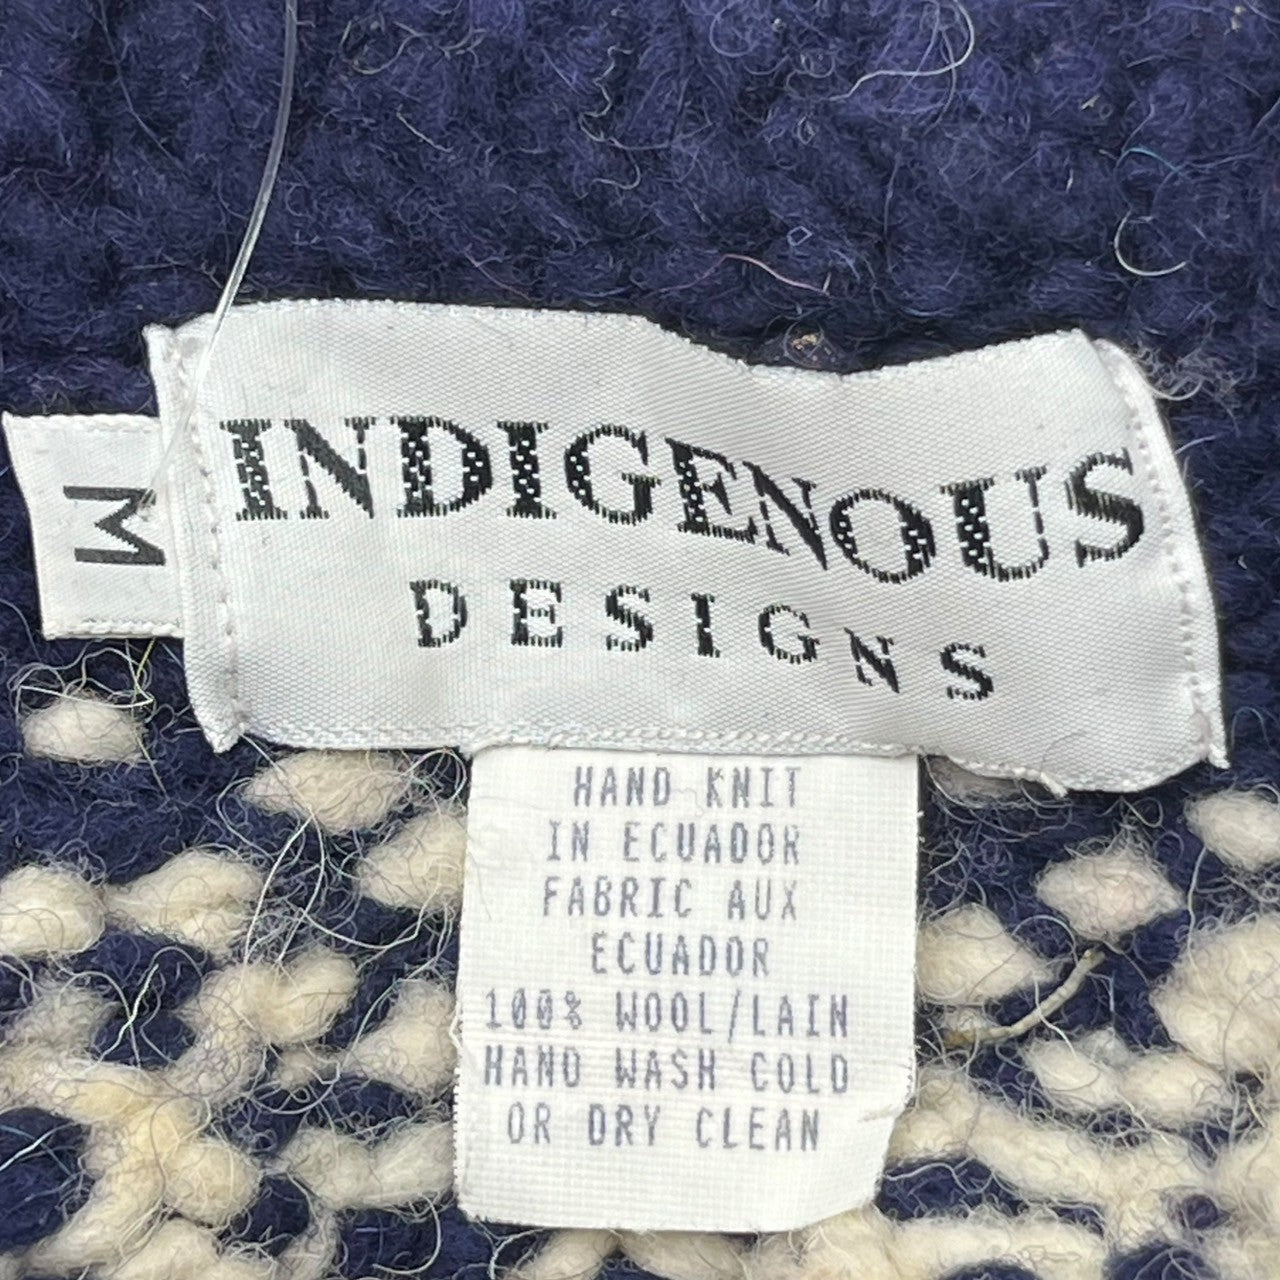 M
INDIGENOUS
DESIGNS
HAND KNIT
IN ECUADOR
FABRIC AUX
ECUADOR
100% WOOL/LAIN
HAND WASH COLD
OR DRY CLEAN